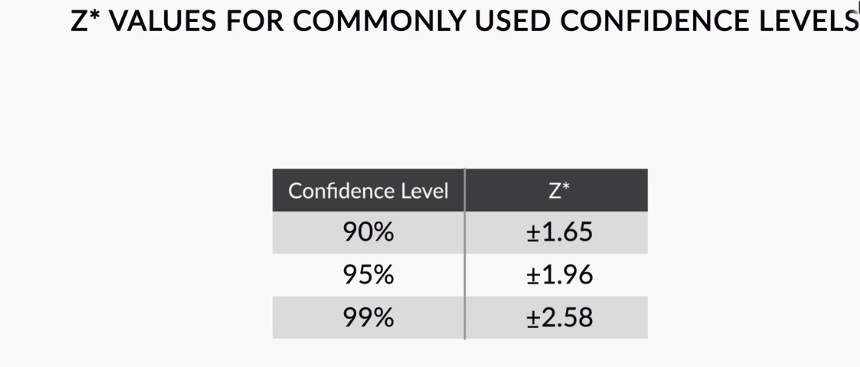 Z* VALUES FOR COMMONLY USED CONFIDENCE LEVELS
Confidence Level Z*
90% ±1.65
95% ±1.96
99% ±2.58